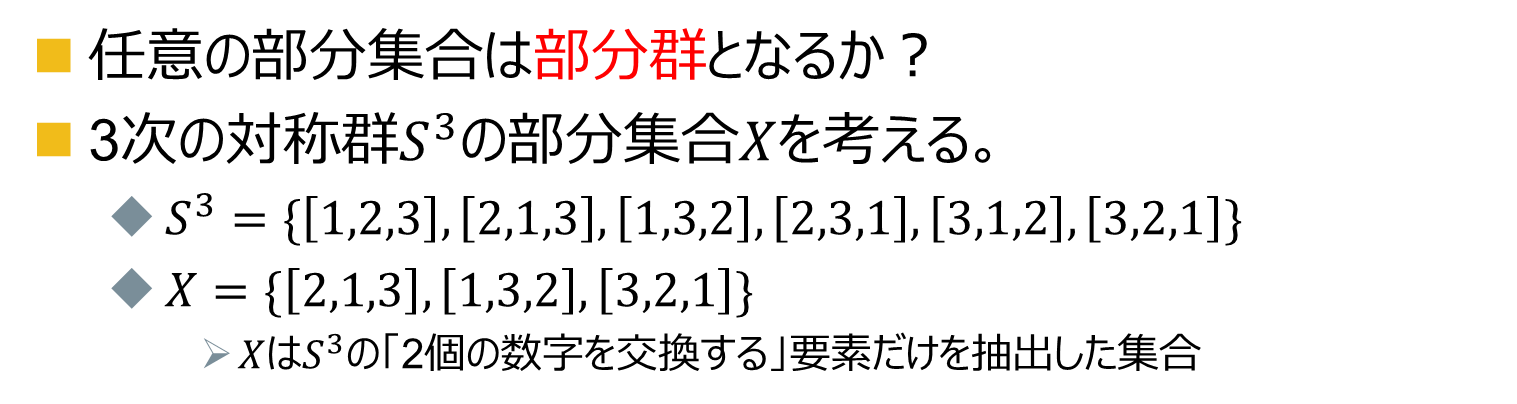 任意の部分集合は部分群となるか？
3次の対称群S³の部分集合Xを考える。
S³ = {[1,2,3], [2,1,3], [1,3,2], [2,3,1], [3,1,2], [3,2,1]}
X = {[2,1,3], [1,3,2], [3,2,1]}
XはS³の「2個の数字を交換する」要素だけを抽出した集合